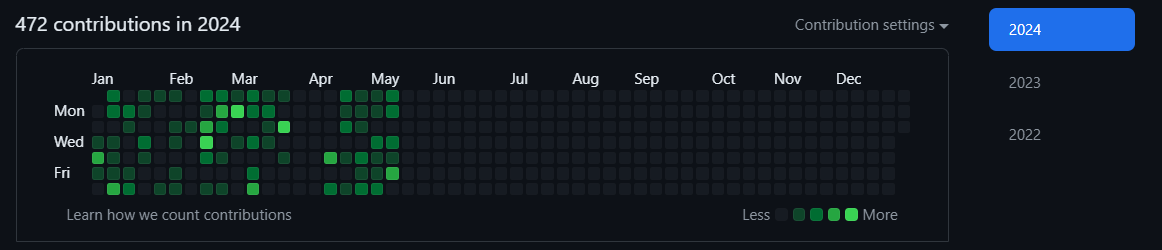 472 contributions in 2024
Contribution settings
2024
2023
2022
Jan Feb Mar Apr May Jun Jul Aug Sep Oct Nov Dec
Mon
Wed
Fri
Learn how we count contributions
Less More